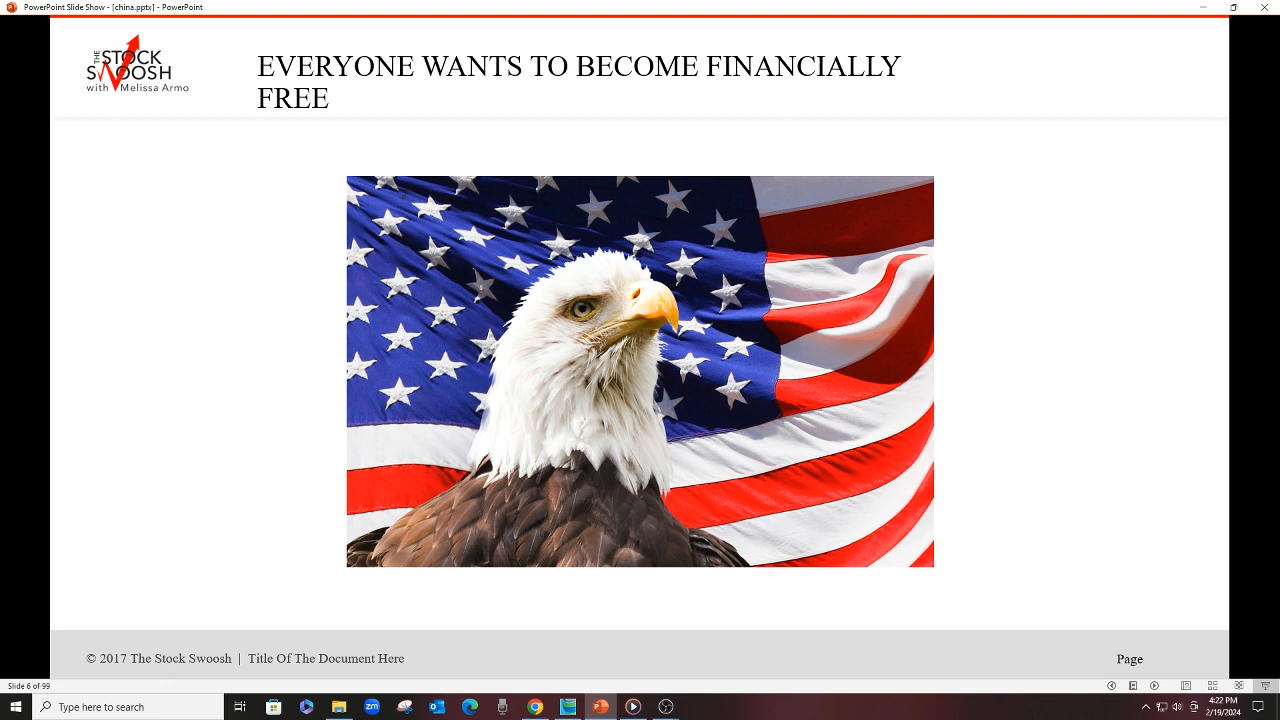 PowerPoint Slide Show - [china.pptx] - PowerPoint
THE
STOCK
SWOOSH
with Melissa Armo
EVERYONE WANTS TO BECOME FINANCIALLY
FREE
© 2017 The Stock Swoosh | Title Of The Document Here
Page
Slide 6 of 99
Type here to search
zm
4:22 PM
2/19/2024